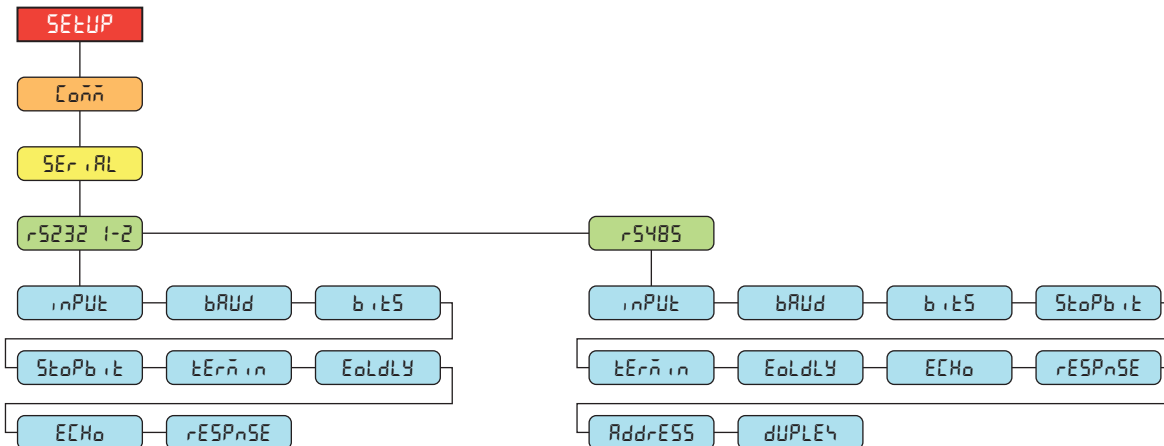 SEtUP
Comm
SEriAL
rS232 1-2 rS485
inPUt bAUd bitS inPUt bAUd bitS StoPbit
StoPbit tErmin EoLdLY tErmin EoLdLY ECHo rESPnSE
ECHo rESPnSE AddrESS dUPLEX